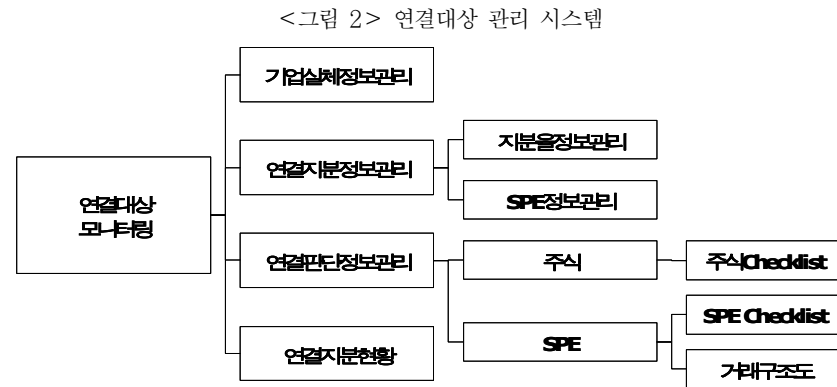 <그림 2> 연결대상 관리 시스템
기업실체정보관리
지분율정보관리
연결지분정보관리
SPE정보관리
연결대상
모니터링
연결판단정보관리
주식
주식Checklist
SPE Checklist
SPE
연결지분현황
거래구조도